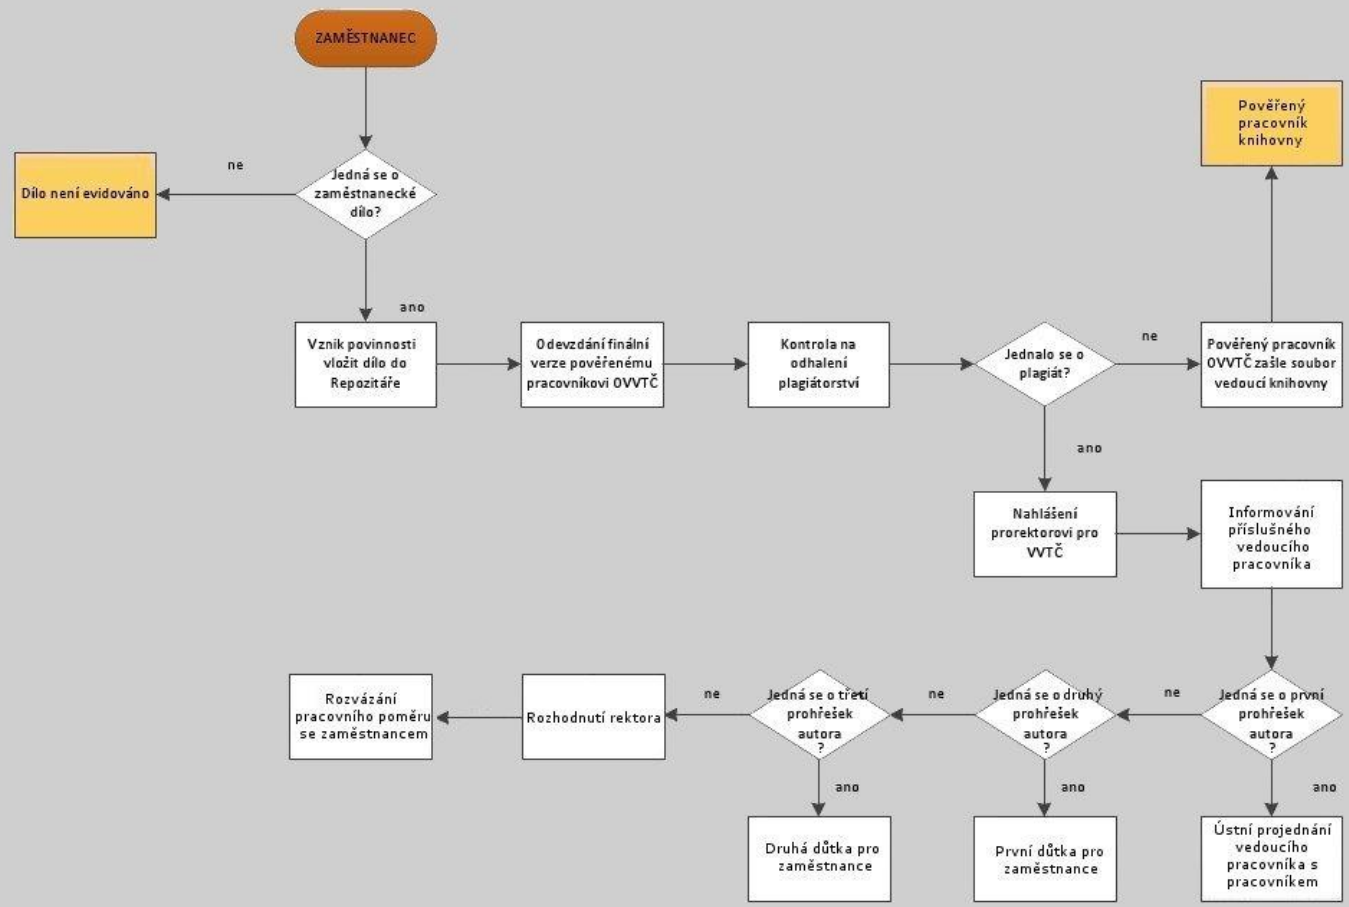 ZAMĚSTNANEC
Pověřený
pracovník
knihovny
ne
Dílo není evidováno
Jedná se o
zaměstnanecké
dílo?
ano
Vznik povinnosti
vložit dílo do
Repozitáře
Odevzdání finální
verze pověřenému
pracovníkovi OVVTČ
Kontrola na
odhalení
plagiátorství
Jednalo se o
plagiát?
ne
Pověřený pracovník
OVVTČ zašle soubor
vedoucí knihovny
ano
Nahlášení
prorektorovi pro
VVTČ
Informování
příslušného
vedoucího
pracovníka
Rozvázání
pracovního poměru
se zaměstnancem
Rozhodnutí rektora
ne
Jedná se o třetí
prohřešek
autora
?
ne
Jedná se o druhý
prohřešek
autora
?
ne
Jedná se o první
prohřešek
autora
?
ano
ano
ano
Druhá důtka pro
zaměstnance
První důtka pro
zaměstnance
Ústní projednání
vedoucího
pracovníka s
pracovníkem